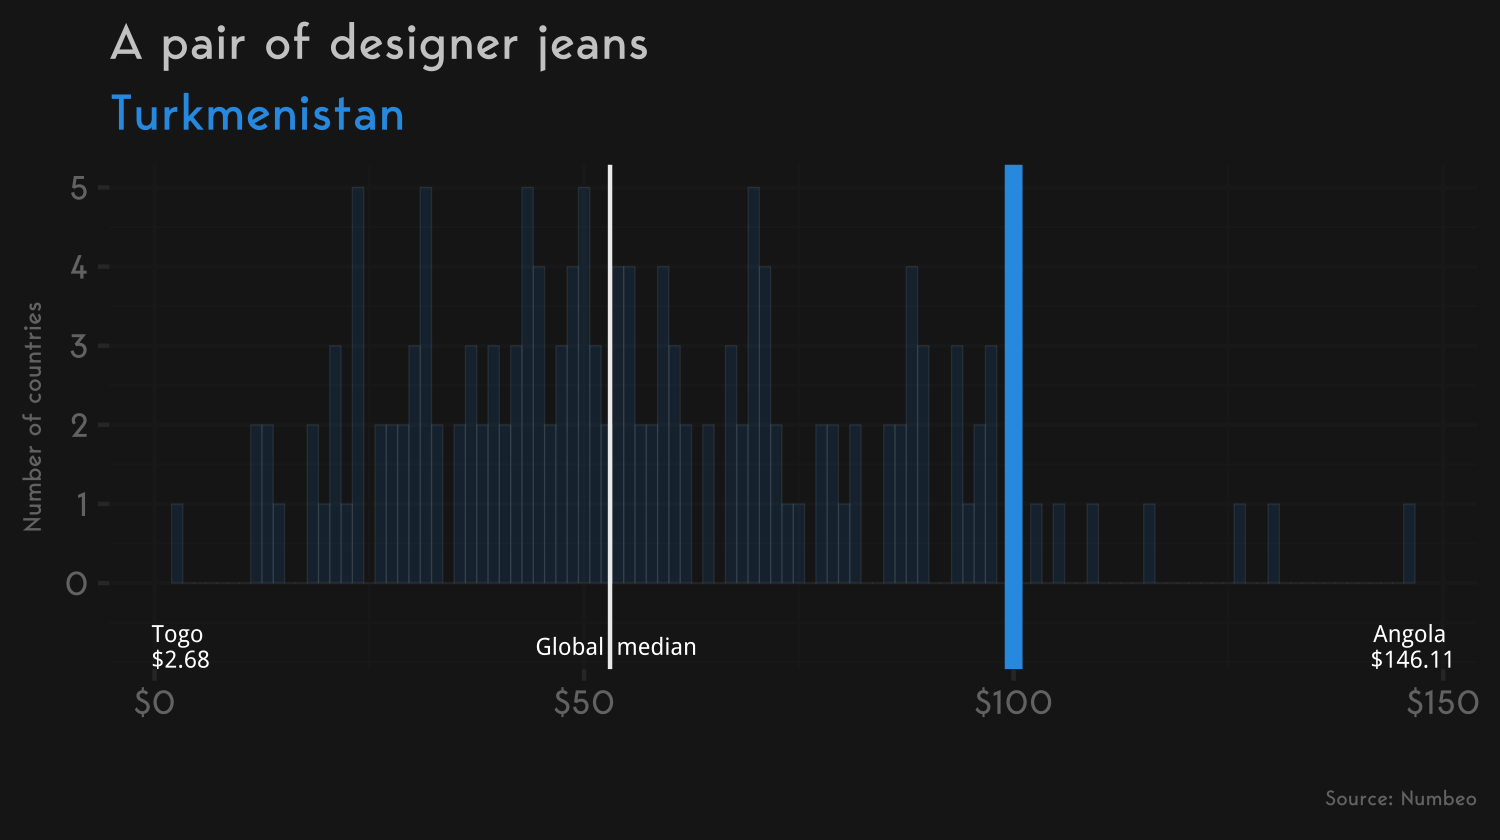 A pair of designer jeans
Turkmenistan
Number of countries
5
4
3
2
1
0
Togo
$2.68
Global median
Angola
$146.11
$0 $50 $100 $150
Source: Numbeo